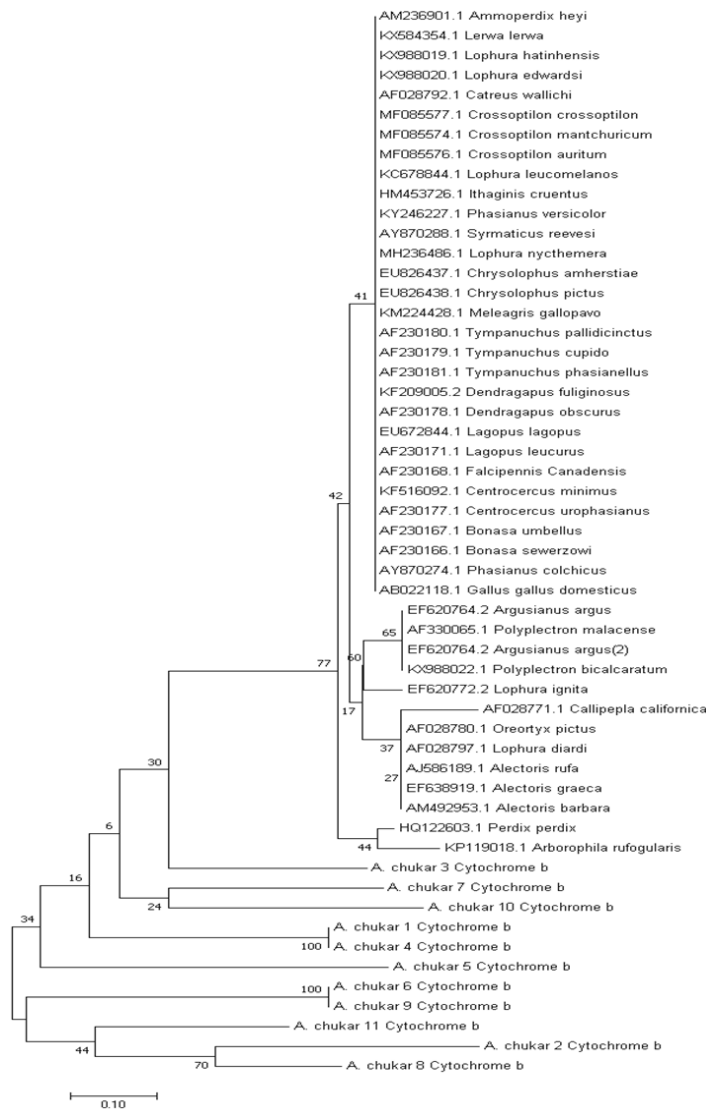 AM236901.1 Ammoperdix heyi
KX584354.1 Lerwa lerwa
KX988019.1 Lophura hatinhensis
KX988020.1 Lophura edwardsi
AF028792.1 Catreus wallichi
MF085577.1 Crossoptilon crossoptilon
MF085574.1 Crossoptilon mantchuricum
MF085576.1 Crossoptilon auritum
KC678844.1 Lophura leucomelanos
HM453726.1 Ithaginis cruentus
KY246227.1 Phasianus versicolor
AY870288.1 Syrmaticus reevesi
MH236486.1 Lophura nycthemera
EU826437.1 Chrysolophus amherstiae
EU826438.1 Chrysolophus pictus
41
KM224428.1 Meleagris gallopavo
AF230180.1 Tympanuchus pallidicinctus
AF230179.1 Tympanuchus cupido
AF230181.1 Tympanuchus phasianellus
KF209005.2 Dendragapus fuliginosus
AF230178.1 Dendragapus obscurus
EU672844.1 Lagopus lagopus
AF230171.1 Lagopus leucurus
AF230168.1 Falcipennis Canadensis
KF516092.1 Centrocercus minimus
42
AF230177.1 Centrocercus urophasianus
AF230167.1 Bonasa umbellus
AF230166.1 Bonasa sewerzowi
AY870274.1 Phasianus colchicus
AB022118.1 Gallus gallus domesticus
EF620764.2 Argusianus argus
65
AF330065.1 Polyplectron malacense
EF620764.2 Argusianus argus(2)
60
77
KX988022.1 Polyplectron bicalcaratum
EF620772.2 Lophura ignita
17
AF028771.1 Callipepla californica
AF028780.1 Oreortyx pictus
37
AF028797.1 Lophura diardi
30
AJ586189.1 Alectoris rufa
27
EF638919.1 Alectoris graeca
AM492953.1 Alectoris barbara
6
HQ122603.1 Perdix perdix
44
KP119018.1 Arborophila rufogularis
A. chukar 3 Cytochrome b
16
A. chukar 7 Cytochrome b
24
A. chukar 10 Cytochrome b
34
A. chukar 1 Cytochrome b
100
A. chukar 4 Cytochrome b
A. chukar 5 Cytochrome b
100
A. chukar 6 Cytochrome b
A. chukar 9 Cytochrome b
A. chukar 11 Cytochrome b
44
A. chukar 2 Cytochrome b
70
A. chukar 8 Cytochrome b
0.10